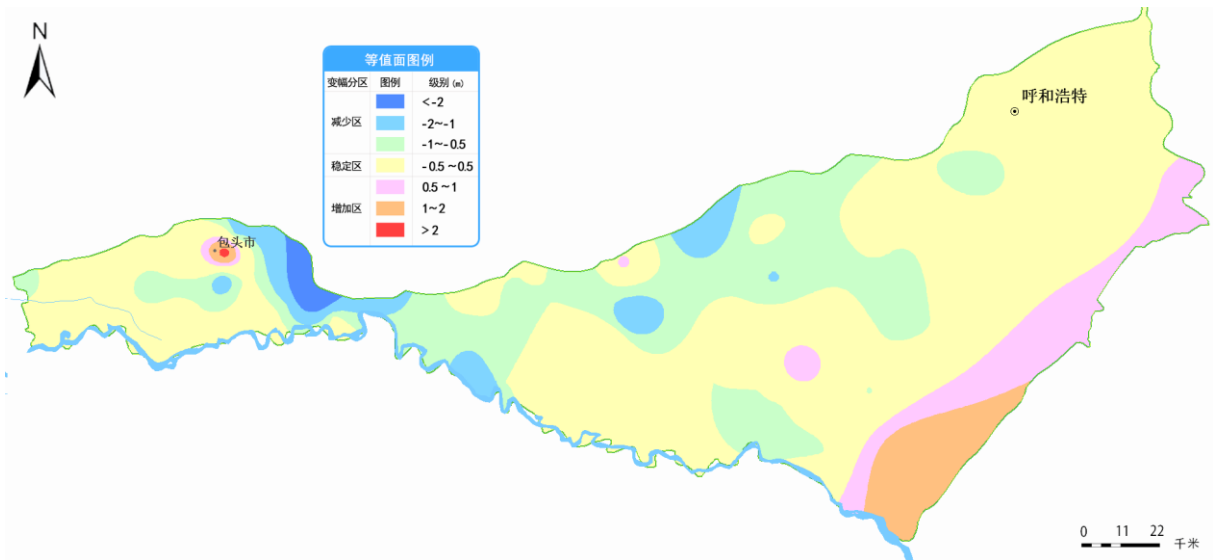 N
等值面图例
变幅分区 图例 级别 (m)
减少区
<-2
-2~-1
-1~-0.5
稳定区 -0.5~0.5
增加区
0.5~1
1~2
>2
呼和浩特
包头市
0 11 22 千米